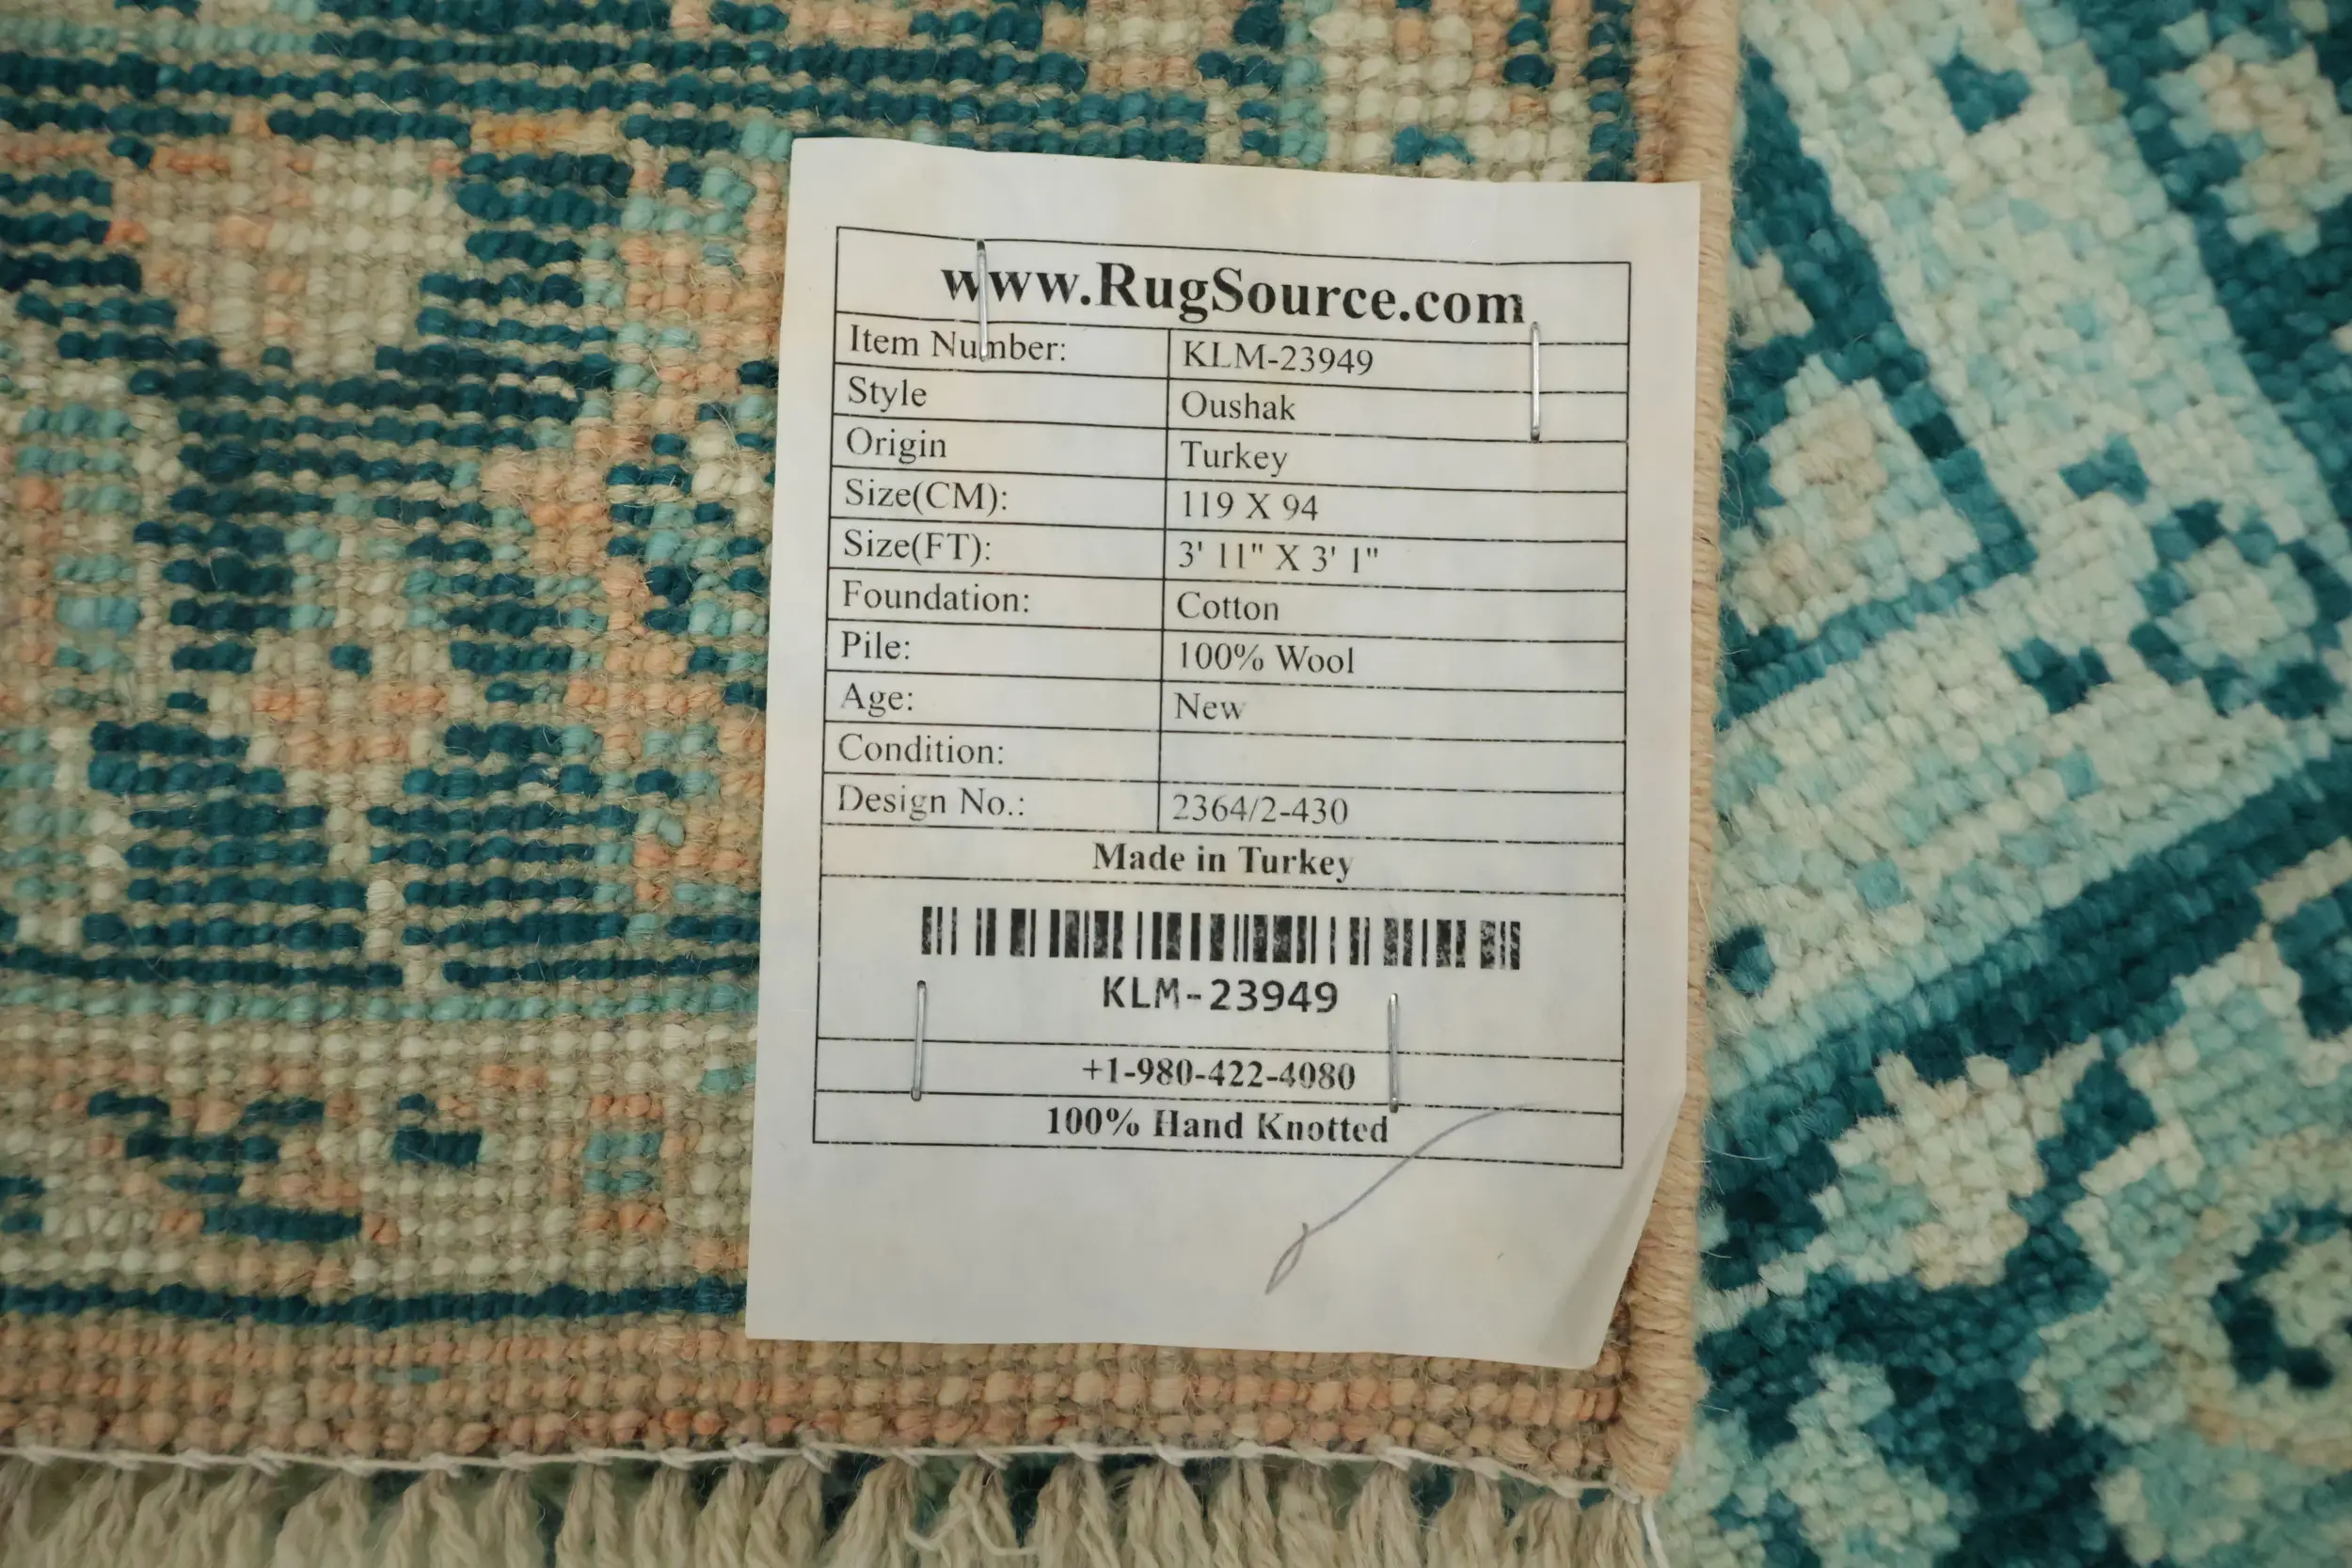 www.RugSource.com
Item Number: KLM-23949
Style Oushak
Origin Turkey
Size(CM): 119 X 94
Size(FT): 3' 11" X 3' 1"
Foundation: Cotton
Pile: 100% Wool
Age: New
Condition:
Design No.: 2364/2-430
Made in Turkey
KLM-23949
+1-980-422-4080
100% Hand Knotted